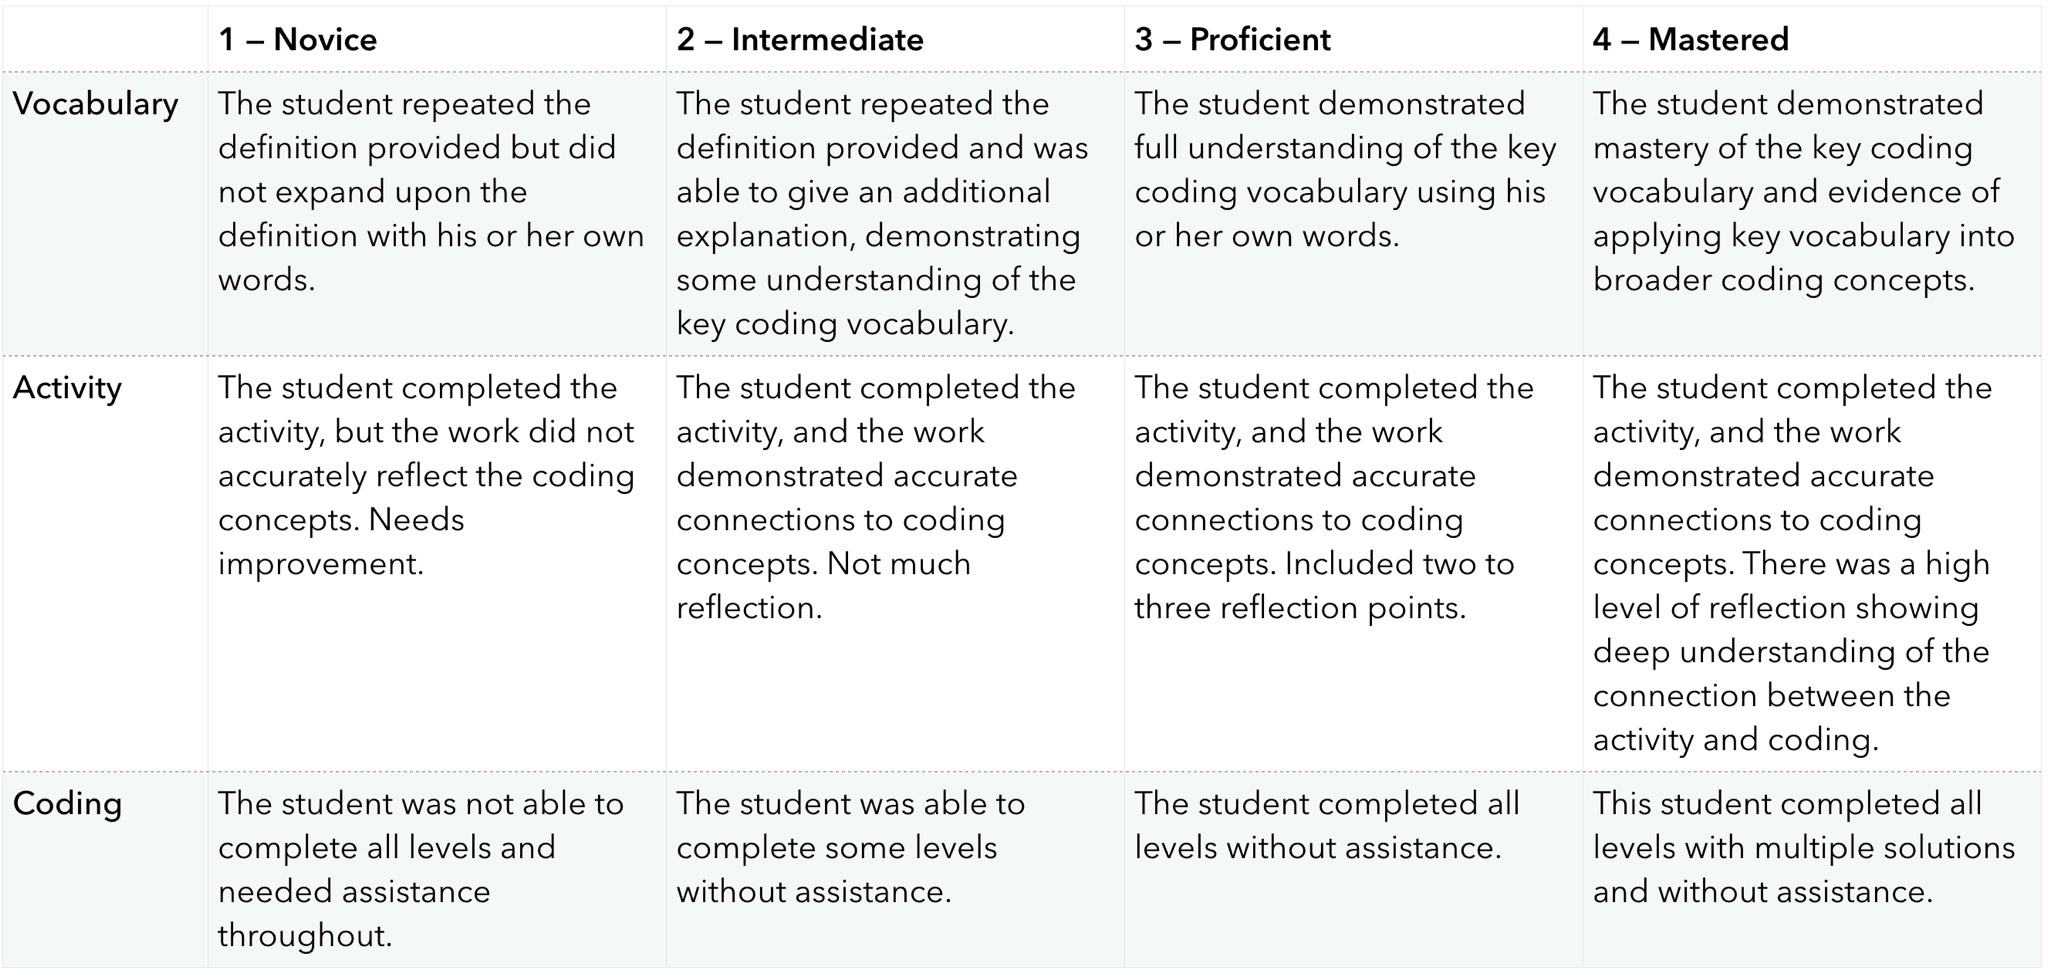 1 – Novice
2 – Intermediate
3 – Proficient
4 – Mastered
Vocabulary
The student repeated the
definition provided but did
not expand upon the
definition with his or her own
words.
The student repeated the
definition provided and was
able to give an additional
explanation, demonstrating
some understanding of the
key coding vocabulary.
The student demonstrated
full understanding of the key
coding vocabulary using his
or her own words.
The student demonstrated
mastery of the key coding
vocabulary and evidence of
applying key vocabulary into
broader coding concepts.
Activity
The student completed the
activity, but the work did not
accurately reflect the coding
concepts. Needs
improvement.
The student completed the
activity, and the work
demonstrated accurate
connections to coding
concepts. Not much
reflection.
The student completed the
activity, and the work
demonstrated accurate
connections to coding
concepts. Included two to
three reflection points.
The student completed the
activity, and the work
demonstrated accurate
connections to coding
concepts. There was a high
level of reflection showing
deep understanding of the
connection between the
activity and coding.
Coding
The student was not able to
complete all levels and
needed assistance
throughout.
The student was able to
complete some levels
without assistance.
The student completed all
levels without assistance.
This student completed all
levels with multiple solutions
and without assistance.